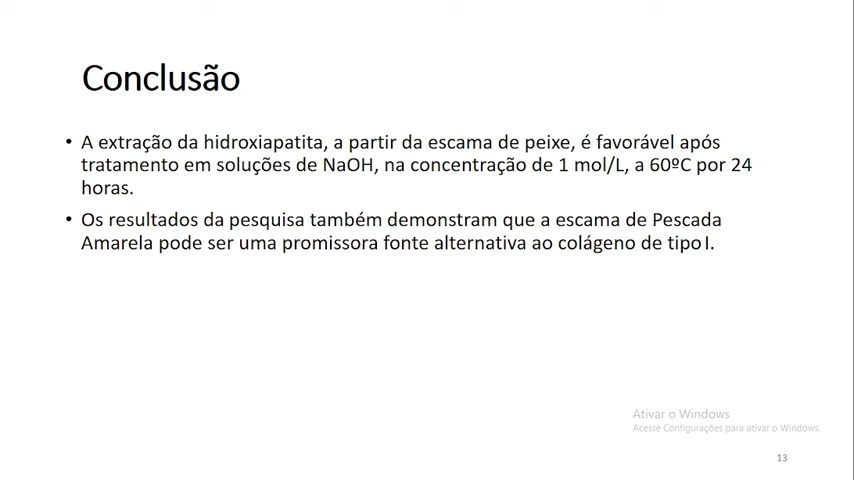 Conclusão
• A extração da hidroxiapatita, a partir da escama de peixe, é favorável após
tratamento em soluções de NaOH, na concentração de 1 mol/L, a 60ºC por 24
horas.
• Os resultados da pesquisa também demonstram que a escama de Pescada
Amarela pode ser uma promissora fonte alternativa ao colágeno de tipo I.
Ativar o Windows
Acesse Configurações para ativar o Windows.
13